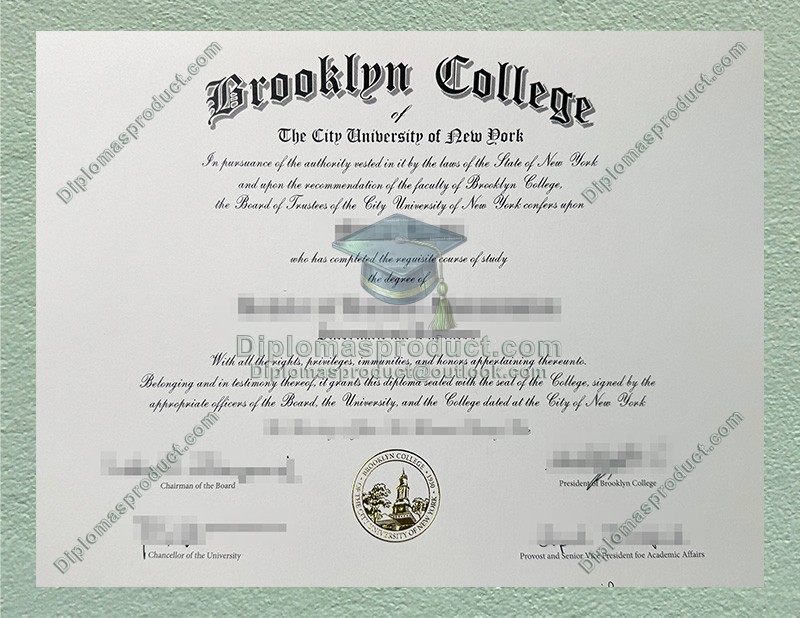 Brooklyn College
of
The City University of New York
In pursuance of the authority vested in it by the laws of the State of New York
and upon the recommendation of the faculty of Brooklyn College,
the Board of Trustees of the City University of New York confers upon
who has completed the requisite course of study
the degree of
Diplomasproduct.com
With all the rights, privileges, immunities, and honors appertaining thereunto.
Diplomasproduct@outlook.com
Belonging and in testimony thereof, it grants this diploma sealed with the seal of the College, signed by the
appropriate officers of the Board, the University, and the College dated at the City of New York
Chairman of the Board
President of Brooklyn College
BROOKLYN COLLEGE · 1930 · OF THE CITY UNIVERSITY OF NEW YORK
Chancellor of the University
Provost and Senior Vice President foe Academic Affairs
Diplomasproduct.com
Diplomasproduct.com
Diplomasproduct.com
Diplomasproduct.com